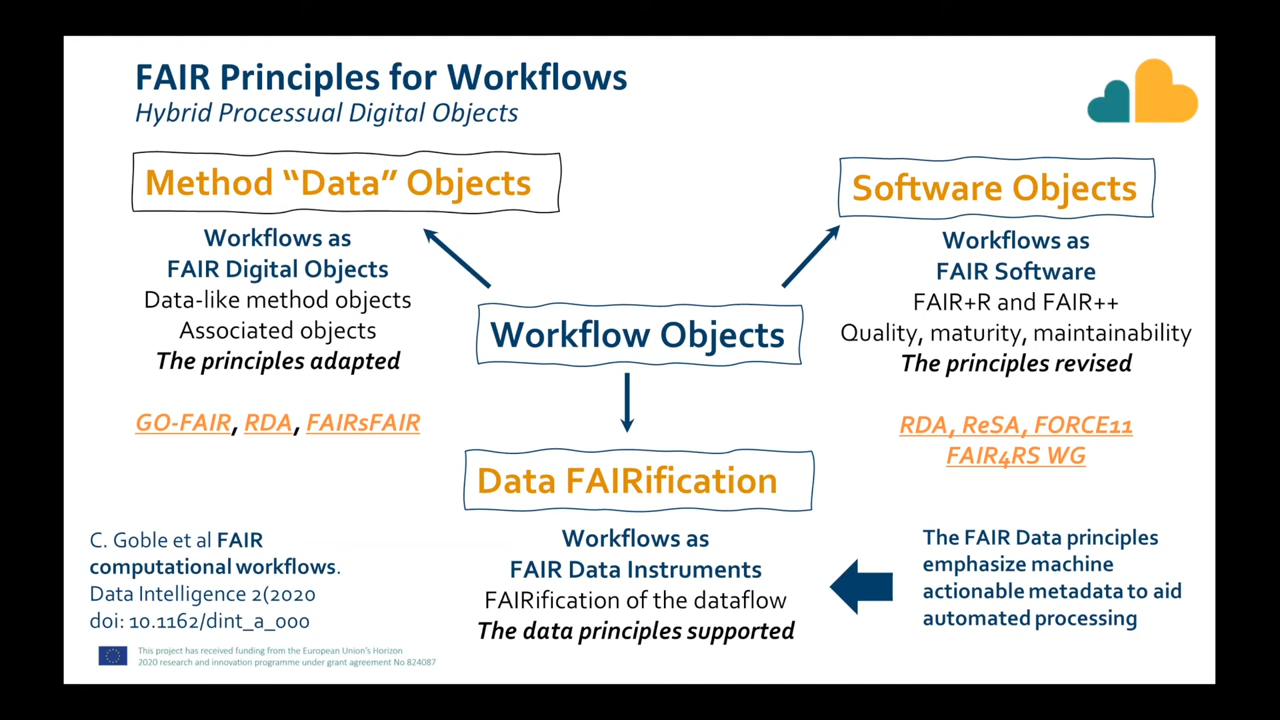 FAIR Principles for Workflows
Hybrid Processual Digital Objects
Method “Data” Objects
Workflows as
FAIR Digital Objects
Data-like method objects
Associated objects
The principles adapted
GO-FAIR, RDA, FAIRsFAIR
Workflow Objects
Software Objects
Workflows as
FAIR Software
FAIR+R and FAIR++
Quality, maturity, maintainability
The principles revised
RDA, ReSA, FORCE11
FAIR4RS WG
Data FAIRification
Workflows as
FAIR Data Instruments
FAIRification of the dataflow
The data principles supported
The FAIR Data principles
emphasize machine
actionable metadata to aid
automated processing
C. Goble et al FAIR
computational workflows.
Data Intelligence 2(2020
doi: 10.1162/dint_a_000
This project has received funding from the European Union's Horizon
2020 research and innovation programme under grant agreement No 824087